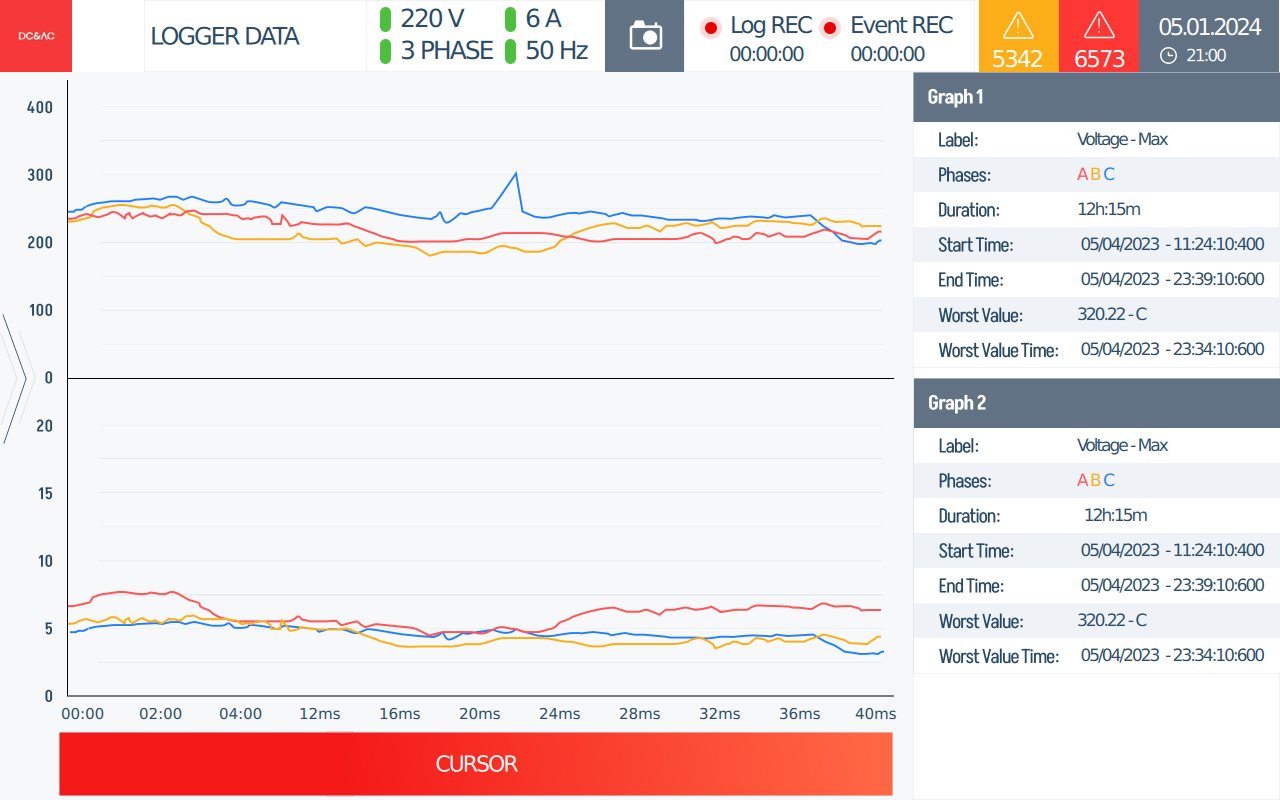 DC&AC
LOGGER DATA
220 V
6 A
3 PHASE
50 Hz
Log REC
00:00:00
Event REC
00:00:00
5342
6573
05.01.2024
21:00
400
300
200
100
0
20
15
10
5
0
00:00 02:00 04:00 12ms 16ms 20ms 24ms 28ms 32ms 36ms 40ms
CURSOR
Graph 1
Label: Voltage - Max
Phases: A B C
Duration: 12h:15m
Start Time: 05/04/2023 - 11:24:10:400
End Time: 05/04/2023 - 23:39:10:600
Worst Value: 320.22 - C
Worst Value Time: 05/04/2023 - 23:34:10:600
Graph 2
Label: Voltage - Max
Phases: A B C
Duration: 12h:15m
Start Time: 05/04/2023 - 11:24:10:400
End Time: 05/04/2023 - 23:39:10:600
Worst Value: 320.22 - C
Worst Value Time: 05/04/2023 - 23:34:10:600